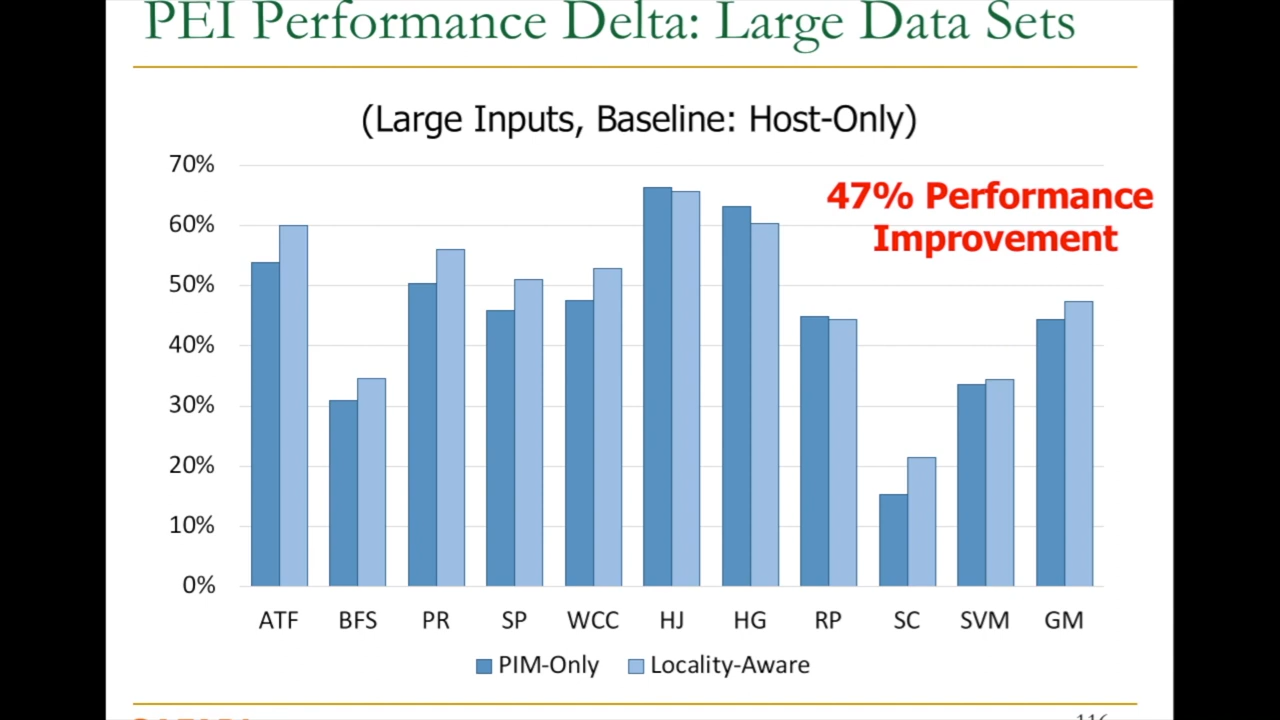 PEI Performance Delta: Large Data Sets
(Large Inputs, Baseline: Host-Only)
47% Performance
Improvement
70%
60%
50%
40%
30%
20%
10%
0%
ATF BFS PR SP WCC HJ HG RP SC SVM GM
PIM-Only Locality-Aware